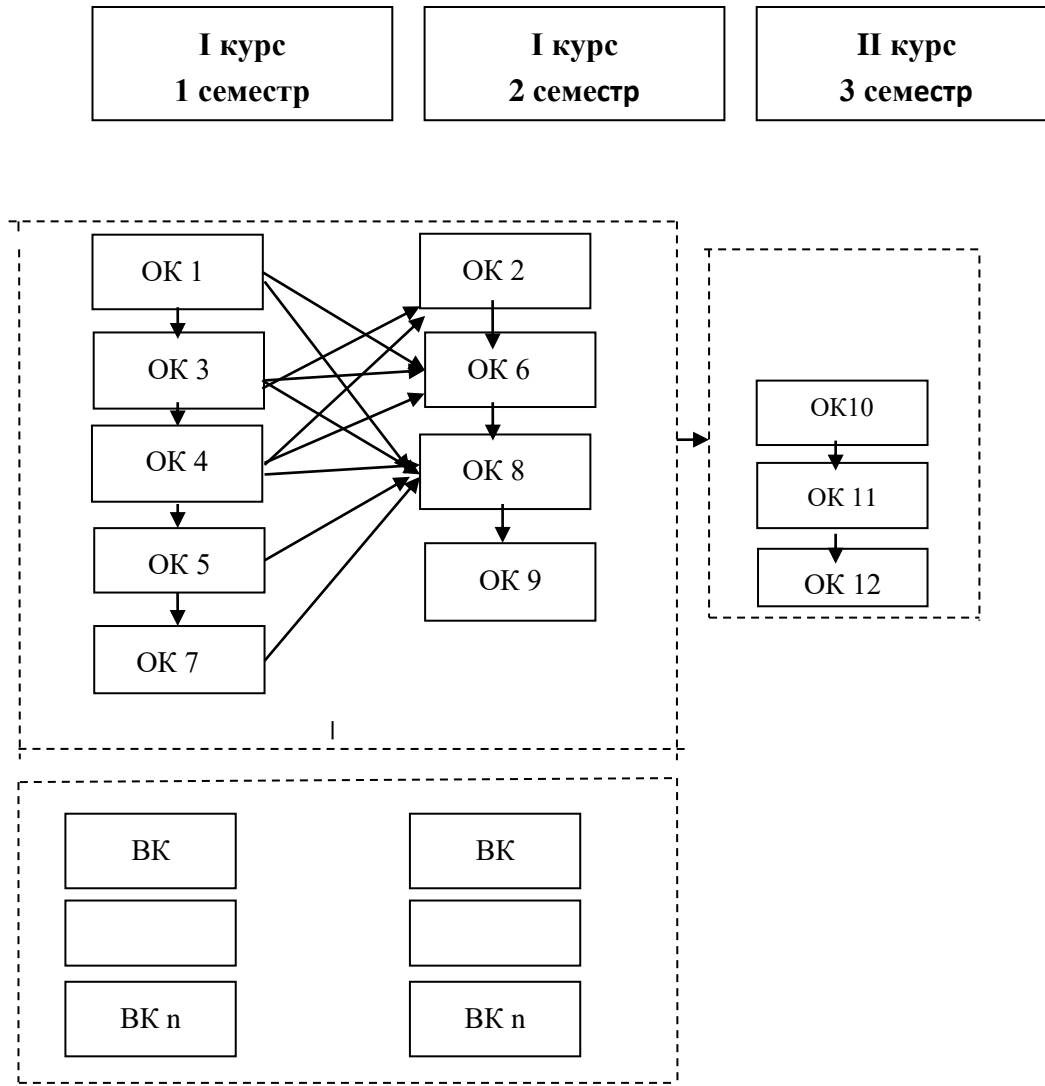 I курс
1 семестр
I курс
2 семестр
II курс
3 семестр
ОК 1
ОК 2
ОК 3
ОК 6
ОК10
ОК 4
ОК 8
ОК 11
ОК 5
ОК 9
ОК 12
ОК 7
ВК
ВК
ВК n
ВК n